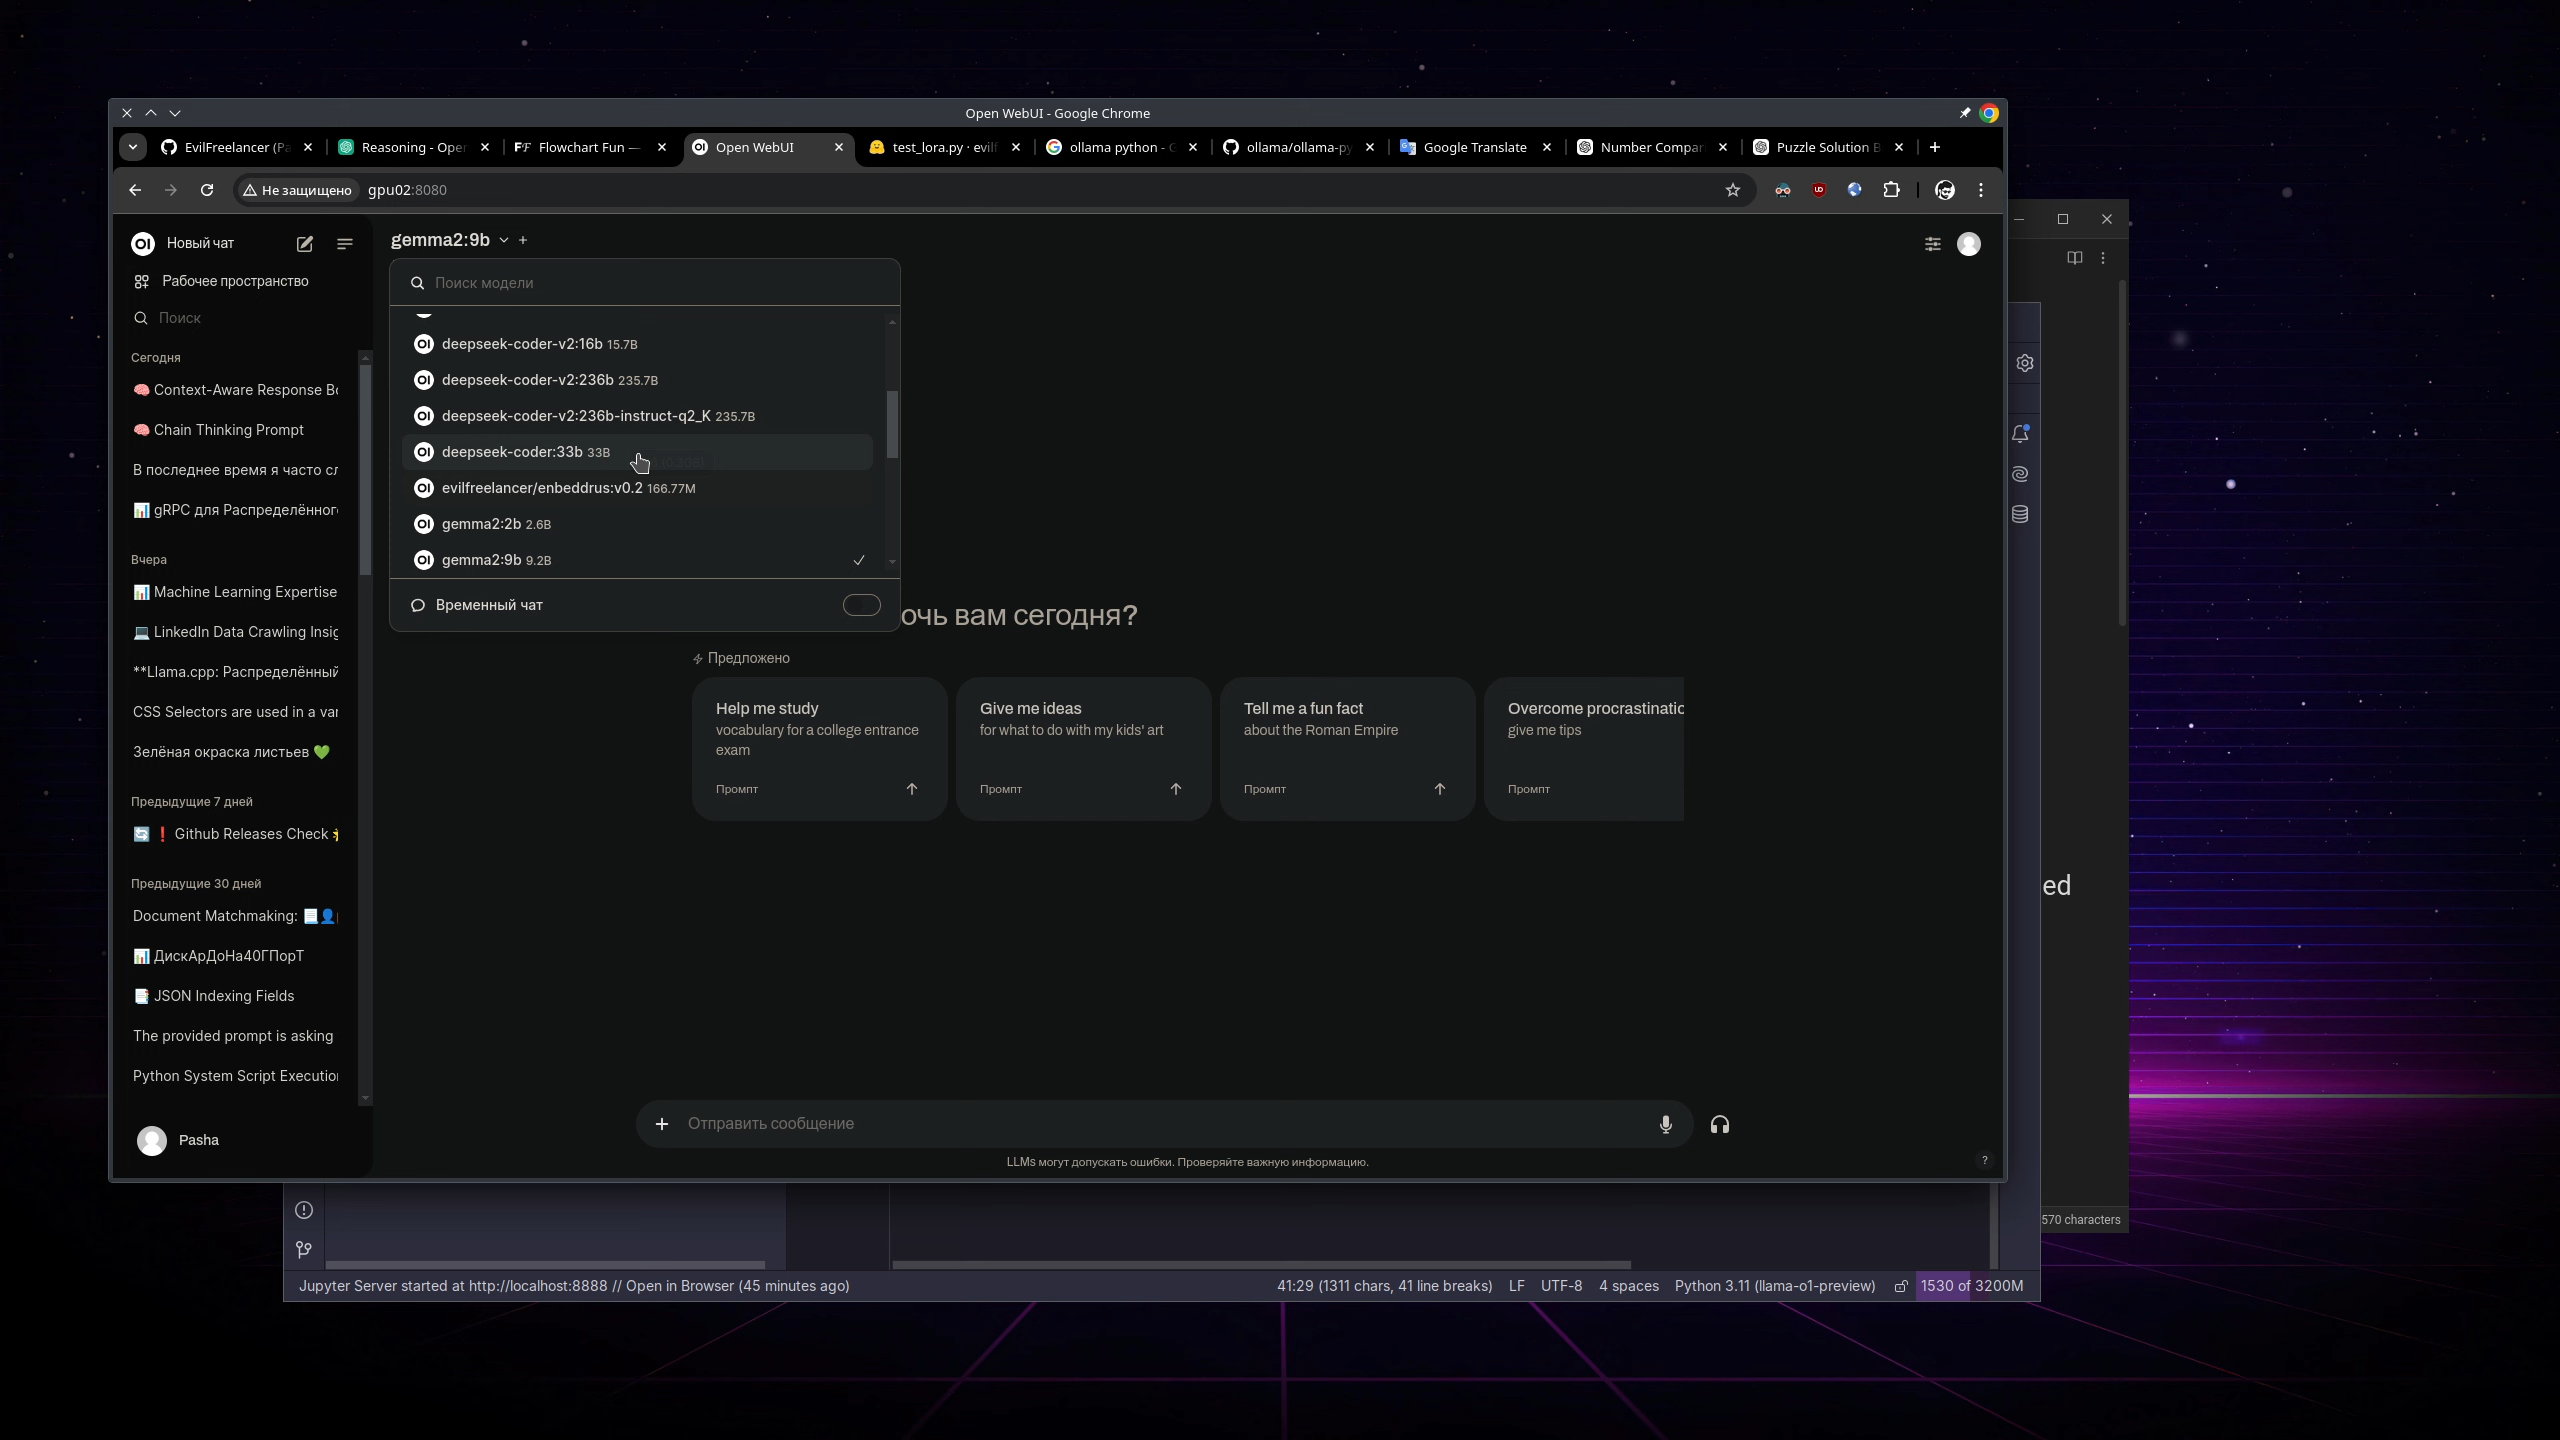 Open WebUI - Google Chrome
EvilFreelancer (Pa
Reasoning - Oper
Flowchart Fun —
Open WebUI
test_lora.py · evilf
ollama python - G
ollama/ollama-py
Google Translate
Number Compar
Puzzle Solution B
Не защищено
gpu02:8080
Новый чат
Рабочее пространство
Поиск
Сегодня
🧠 Context-Aware Response Bo
🧠 Chain Thinking Prompt
В последнее время я часто сл
📊 gRPC для Распределённого
Вчера
📊 Machine Learning Expertise
💻 LinkedIn Data Crawling Insig
**Llama.cpp: Распределённый
CSS Selectors are used in a var
Зелёная окраска листьев 💚
Предыдущие 7 дней
🔄 ❗ Github Releases Check
Предыдущие 30 дней
Document Matchmaking: 📃👤
📊 ДискАрДоНа40ГПорТ
📑 JSON Indexing Fields
The provided prompt is asking
Python System Script Execution
Pasha
gemma2:9b
Поиск модели
deepseek-coder-v2:16b 15.7B
deepseek-coder-v2:236b 235.7B
deepseek-coder-v2:236b-instruct-q2_K 235.7B
deepseek-coder:33b 33B
evilfreelancer/enbeddrus:v0.2 166.77M
gemma2:2b 2.6B
gemma2:9b 9.2B
Временный чат
очь вам сегодня?
Предложено
Help me study
vocabulary for a college entrance
exam
Промпт
Give me ideas
for what to do with my kids' art
Промпт
Tell me a fun fact
about the Roman Empire
Промпт
Overcome procrastinatio
give me tips
Промпт
Отправить сообщение
LLMs могут допускать ошибки. Проверяйте важную информацию.
?
ed
570 characters
Jupyter Server started at http://localhost:8888 // Open in Browser (45 minutes ago)
41:29 (1311 chars, 41 line breaks)
LF
UTF-8
4 spaces
Python 3.11 (llama-o1-preview)
1530 of 3200M